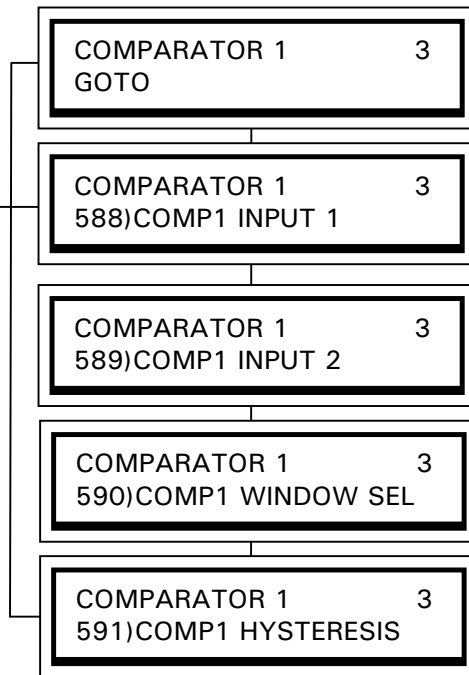 COMPARATOR 1 3
GOTO
COMPARATOR 1 3
588)COMP1 INPUT 1
COMPARATOR 1 3
589)COMP1 INPUT 2
COMPARATOR 1 3
590)COMP1 WINDOW SEL
COMPARATOR 1 3
591)COMP1 HYSTERESIS